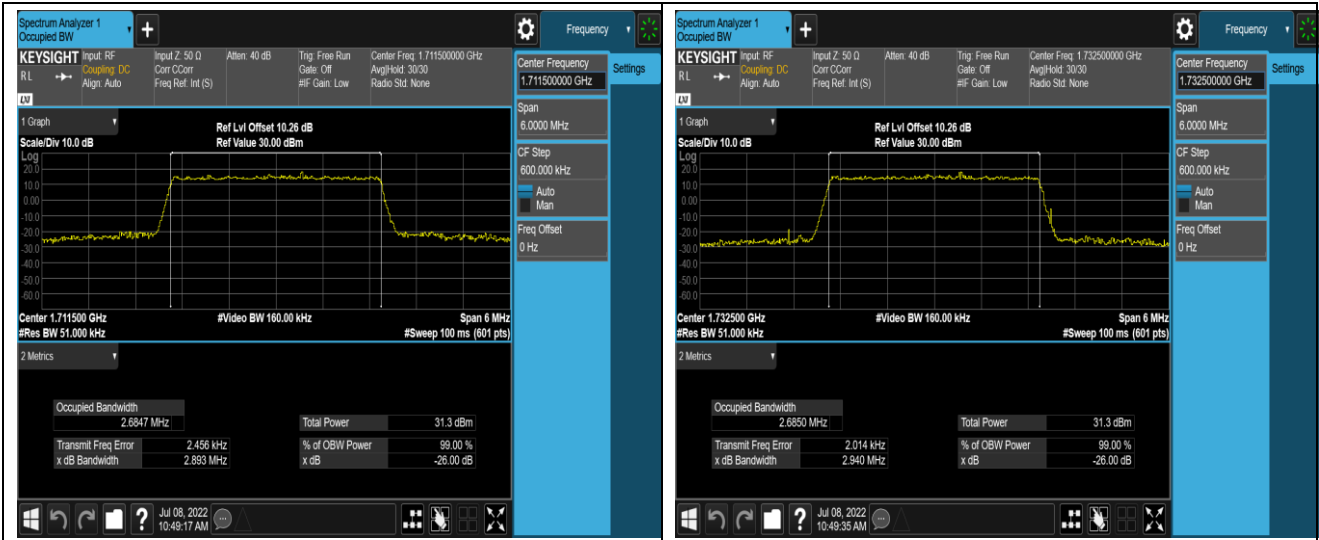 Spectrum Analyzer 1
Occupied BW
+
Frequency
KEYSIGHT
Input: RF
Coupling: DC
Align: Auto
Input Z: 50 Ω
Corr CCorr
Freq Ref: Int (S)
Atten: 40 dB
Trig: Free Run
Gate: Off
#IF Gain: Low
Center Freq: 1.711500000 GHz
Avg|Hold: 30/30
Radio Std: None
RL
LXI
Center Frequency
1.711500000 GHz
Settings
Span
6.0000 MHz
CF Step
600.000 kHz
Auto
Man
Freq Offset
0 Hz
1 Graph
Ref Lvl Offset 10.26 dB
Scale/Div 10.0 dB
Ref Value 30.00 dBm
Log
20.0
10.0
0.00
-10.0
-20.0
-30.0
-40.0
-50.0
-60.0
Center 1.711500 GHz
#Video BW 160.00 kHz
Span 6 MHz
#Res BW 51.000 kHz
#Sweep 100 ms (601 pts)
2 Metrics
Occupied Bandwidth
2.6847 MHz
Total Power 31.3 dBm
Transmit Freq Error 2.456 kHz
% of OBW Power 99.00 %
x dB Bandwidth 2.893 MHz
x dB -26.00 dB
?
Jul 08, 2022
10:49:17 AM
Spectrum Analyzer 1
Occupied BW
+
Frequency
KEYSIGHT
Input: RF
Coupling: DC
Align: Auto
Input Z: 50 Ω
Corr CCorr
Freq Ref: Int (S)
Atten: 40 dB
Trig: Free Run
Gate: Off
#IF Gain: Low
Center Freq: 1.732500000 GHz
Avg|Hold: 30/30
Radio Std: None
RL
LXI
Center Frequency
1.732500000 GHz
Settings
Span
6.0000 MHz
CF Step
600.000 kHz
Auto
Man
Freq Offset
0 Hz
1 Graph
Ref Lvl Offset 10.26 dB
Scale/Div 10.0 dB
Ref Value 30.00 dBm
Log
20.0
10.0
0.00
-10.0
-20.0
-30.0
-40.0
-50.0
-60.0
Center 1.732500 GHz
#Video BW 160.00 kHz
Span 6 MHz
#Res BW 51.000 kHz
#Sweep 100 ms (601 pts)
2 Metrics
Occupied Bandwidth
2.6850 MHz
Total Power 31.3 dBm
Transmit Freq Error 2.014 kHz
% of OBW Power 99.00 %
x dB Bandwidth 2.940 MHz
x dB -26.00 dB
?
Jul 08, 2022
10:49:35 AM